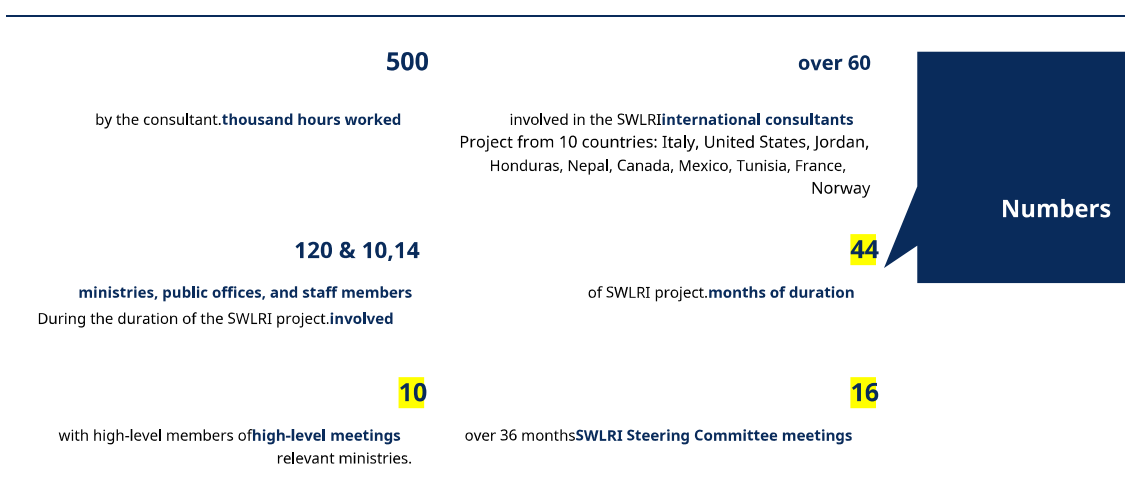 500
over 60
by the consultant.thousand hours worked
involved in the SWLRIinternational consultants
Project from 10 countries: Italy, United States, Jordan,
Honduras, Nepal, Canada, Mexico, Tunisia, France,
Norway
Numbers
120 & 10,14
44
ministries, public offices, and staff members
During the duration of the SWLRI project.involved
of SWLRI project.months of duration
10
16
with high-level members ofhigh-level meetings
relevant ministries.
over 36 monthsSWLRI Steering Committee meetings